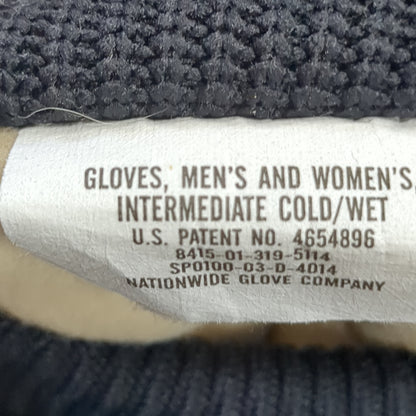 GLOVES, MEN'S AND WOMEN'S
INTERMEDIATE COLD/WET
U.S. PATENT NO. 4654896
8415-01-319-5114
SP0100-03-D-4014
NATIONWIDE GLOVE COMPANY